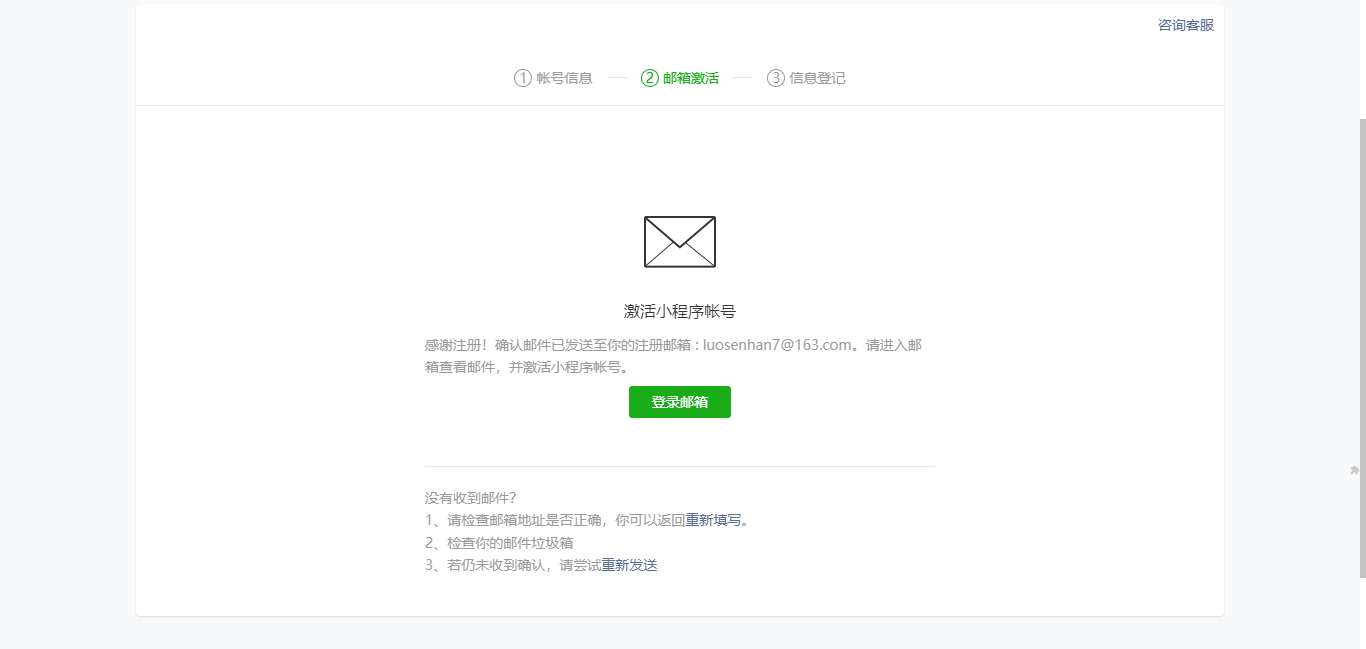 咨询客服
① 帐号信息 ② 邮箱激活 ③ 信息登记
激活小程序帐号
感谢注册！确认邮件已发送至你的注册邮箱 : luosenhan7@163.com。请进入邮
箱查看邮件，并激活小程序帐号。
登录邮箱
没有收到邮件？
1、请检查邮箱地址是否正确，你可以返回重新填写。
2、检查你的邮件垃圾箱
3、若仍未收到确认，请尝试重新发送